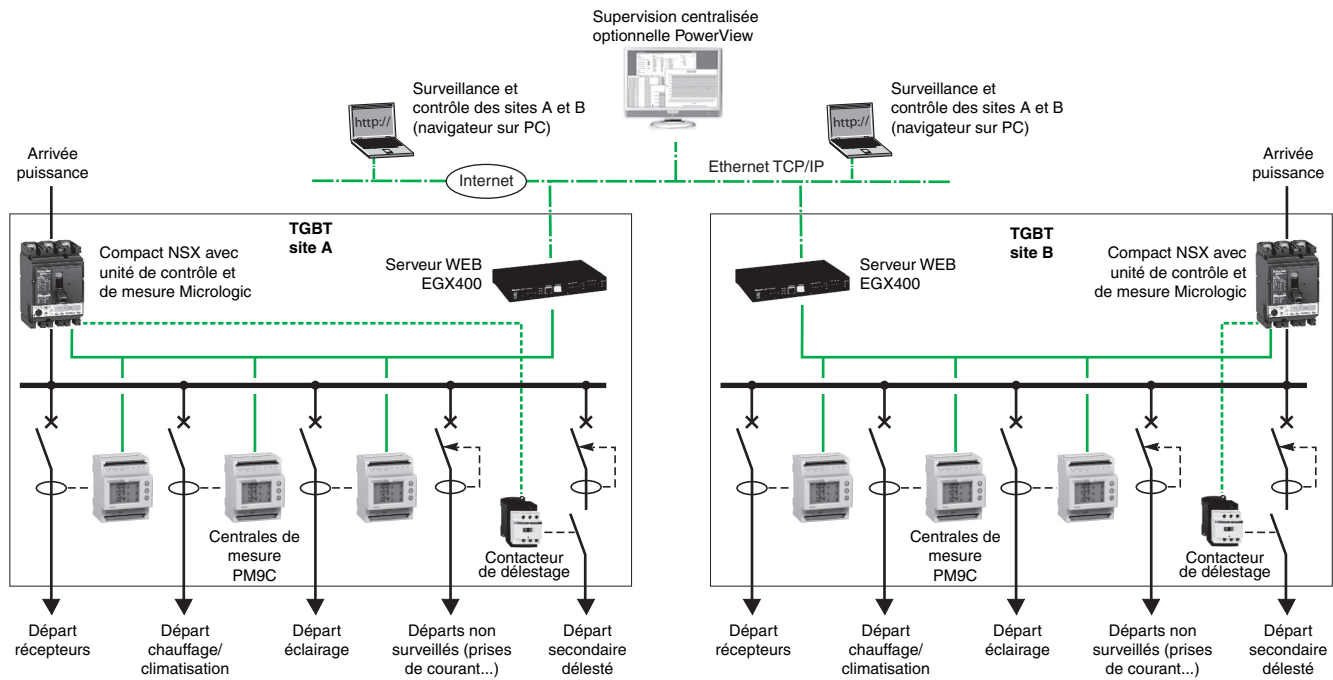 Supervision centralisée
optionnelle PowerView
Surveillance et
contrôle des sites A et B
(navigateur sur PC)
http://
Surveillance et
contrôle des sites A et B
(navigateur sur PC)
http://
Arrivée
puissance
Internet
Ethernet TCP/IP
Arrivée
puissance
TGBT
site A
Compact NSX avec
unité de contrôle et
de mesure Micrologic
Serveur WEB
EGX400
TGBT
site B
Serveur WEB
EGX400
Compact NSX avec
unité de contrôle et
de mesure Micrologic
Centrales de
mesure
PM9C
Contacteur
de délestage
Centrales de
mesure
PM9C
Contacteur
de délestage
Départ
récepteurs
Départ
chauffage/
climatisation
Départ
éclairage
Départs non
surveillés (prises
de courant...)
Départ
secondaire
délesté
Départ
récepteurs
Départ
chauffage/
climatisation
Départ
éclairage
Départs non
surveillés (prises
de courant...)
Départ
secondaire
délesté